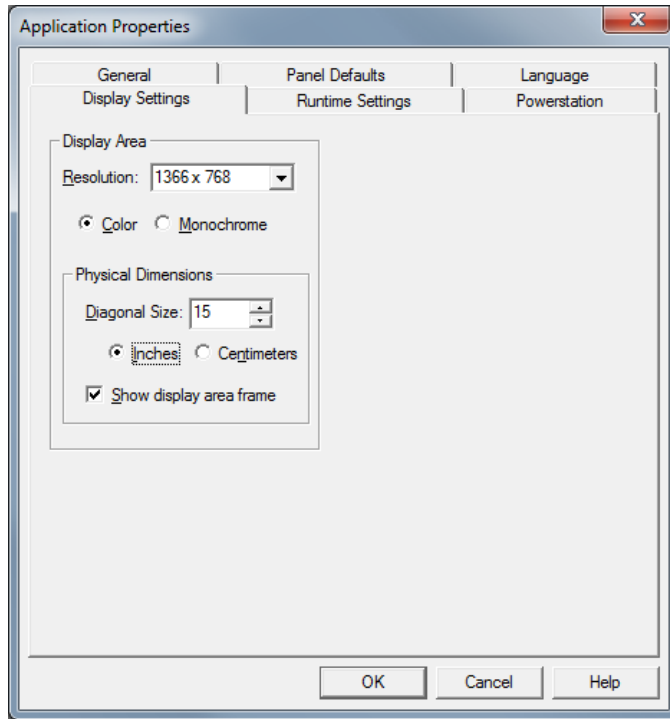 Application Properties
General Panel Defaults Language
Display Settings Runtime Settings Powerstation
Display Area
Resolution: 1366 x 768
Color Monochrome
Physical Dimensions
Diagonal Size: 15
Inches Centimeters
Show display area frame
OK Cancel Help